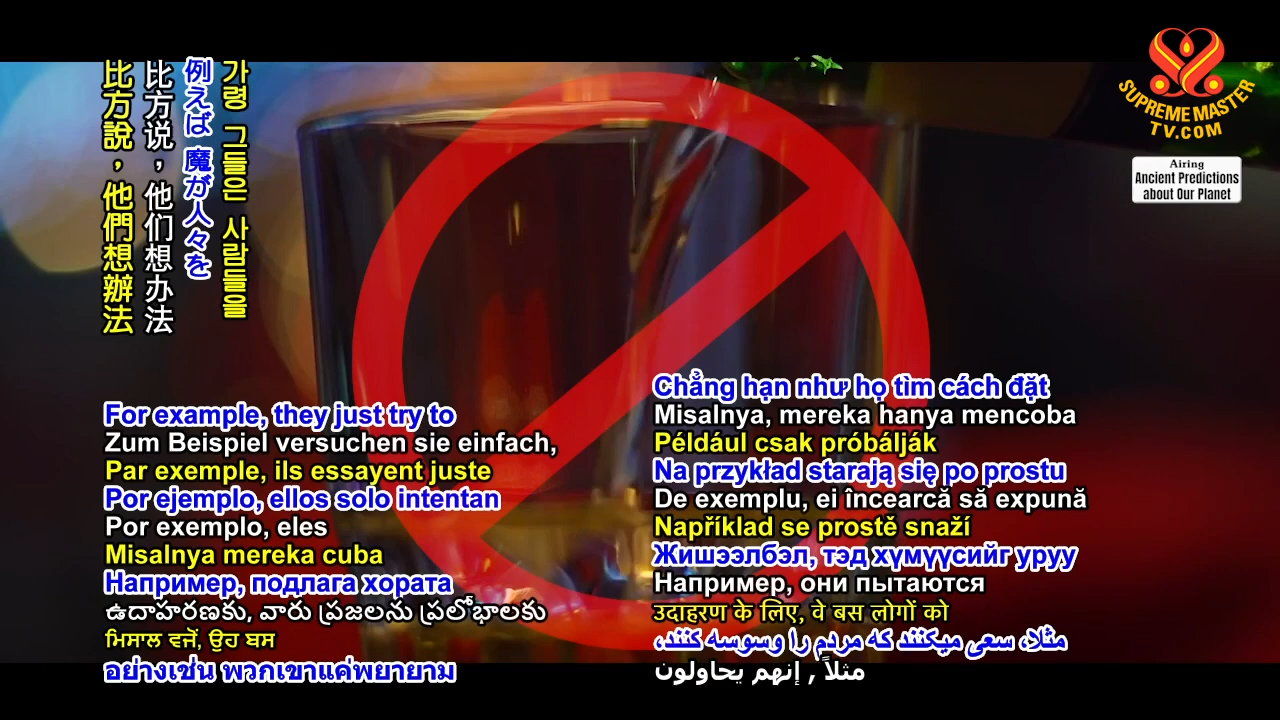 比方說，他們想辦法
比方说，他们想办法
例えば 魔が人々を
가령 그들은 사람들을
SUPREME MASTER
TV.COM
Airing
Ancient Predictions
about Our Planet
For example, they just try to
Zum Beispiel versuchen sie einfach,
Par exemple, ils essayent juste
Por ejemplo, ellos solo intentan
Por exemplo, eles
Misalnya mereka cuba
Например, подлага хората
ఉదాహరణకు, వారు ప్రజలను ప్రలోభాలకు
ਮਿਸਾਲ ਵਜੋਂ, ਉਹ ਬਸ
อย่างเช่น พวกเขาแค่พยายาม
Chẳng hạn như họ tìm cách đặt
Misalnya, mereka hanya mencoba
Például csak próbálják
Na przykład starają się po prostu
De exemplu, ei încearcă să expună
Například se prostě snaží
Жишээлбэл, тэд хүмүүсийг уруу
Например, они пытаются
उदाहरण के लिए, वे बस लोगों को
مثلا، سعی میکنند که مردم را وسوسه کنند،
مثلاً , إنهم يحاولون